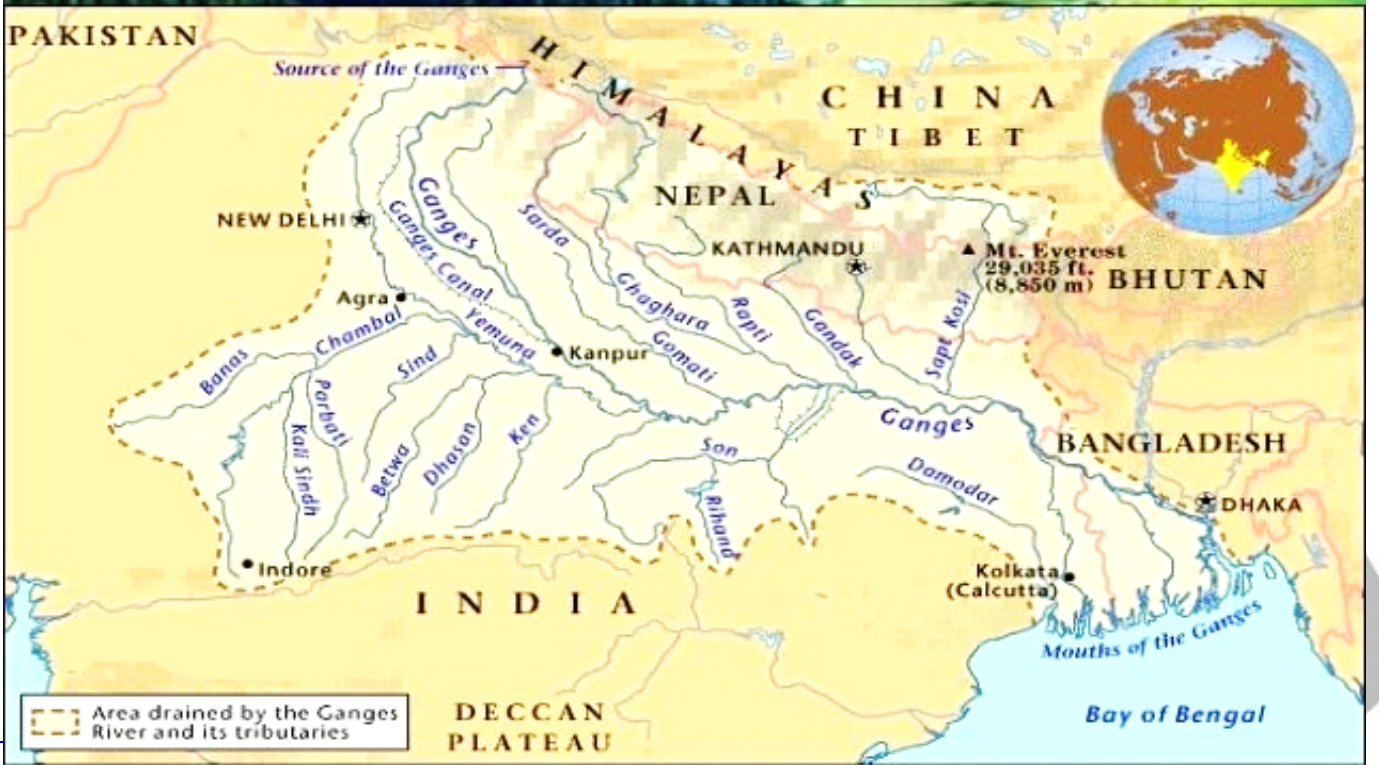 PAKISTAN
Source of the Ganges
HIMALAYAS
CHINA
TIBET
NEPAL
NEW DELHI
Ganges
Ganges Canal
Sarda
KATHMANDU
Mt. Everest
29,035 ft.
(8,850 m)
BHUTAN
Agra
Chambal
Yemuna
Ghaghara
Rapti
Gandak
Sapt Kosi
Banas
Sind
Kanpur
Gomati
Parbati
Kali Sindh
Betwa
Dhasan
Ken
Son
Ganges
BANGLADESH
Rihand
Damodar
DHAKA
Indore
INDIA
Kolkata
(Calcutta)
Mouths of the Ganges
Area drained by the Ganges
River and its tributaries
DECCAN
PLATEAU
Bay of Bengal